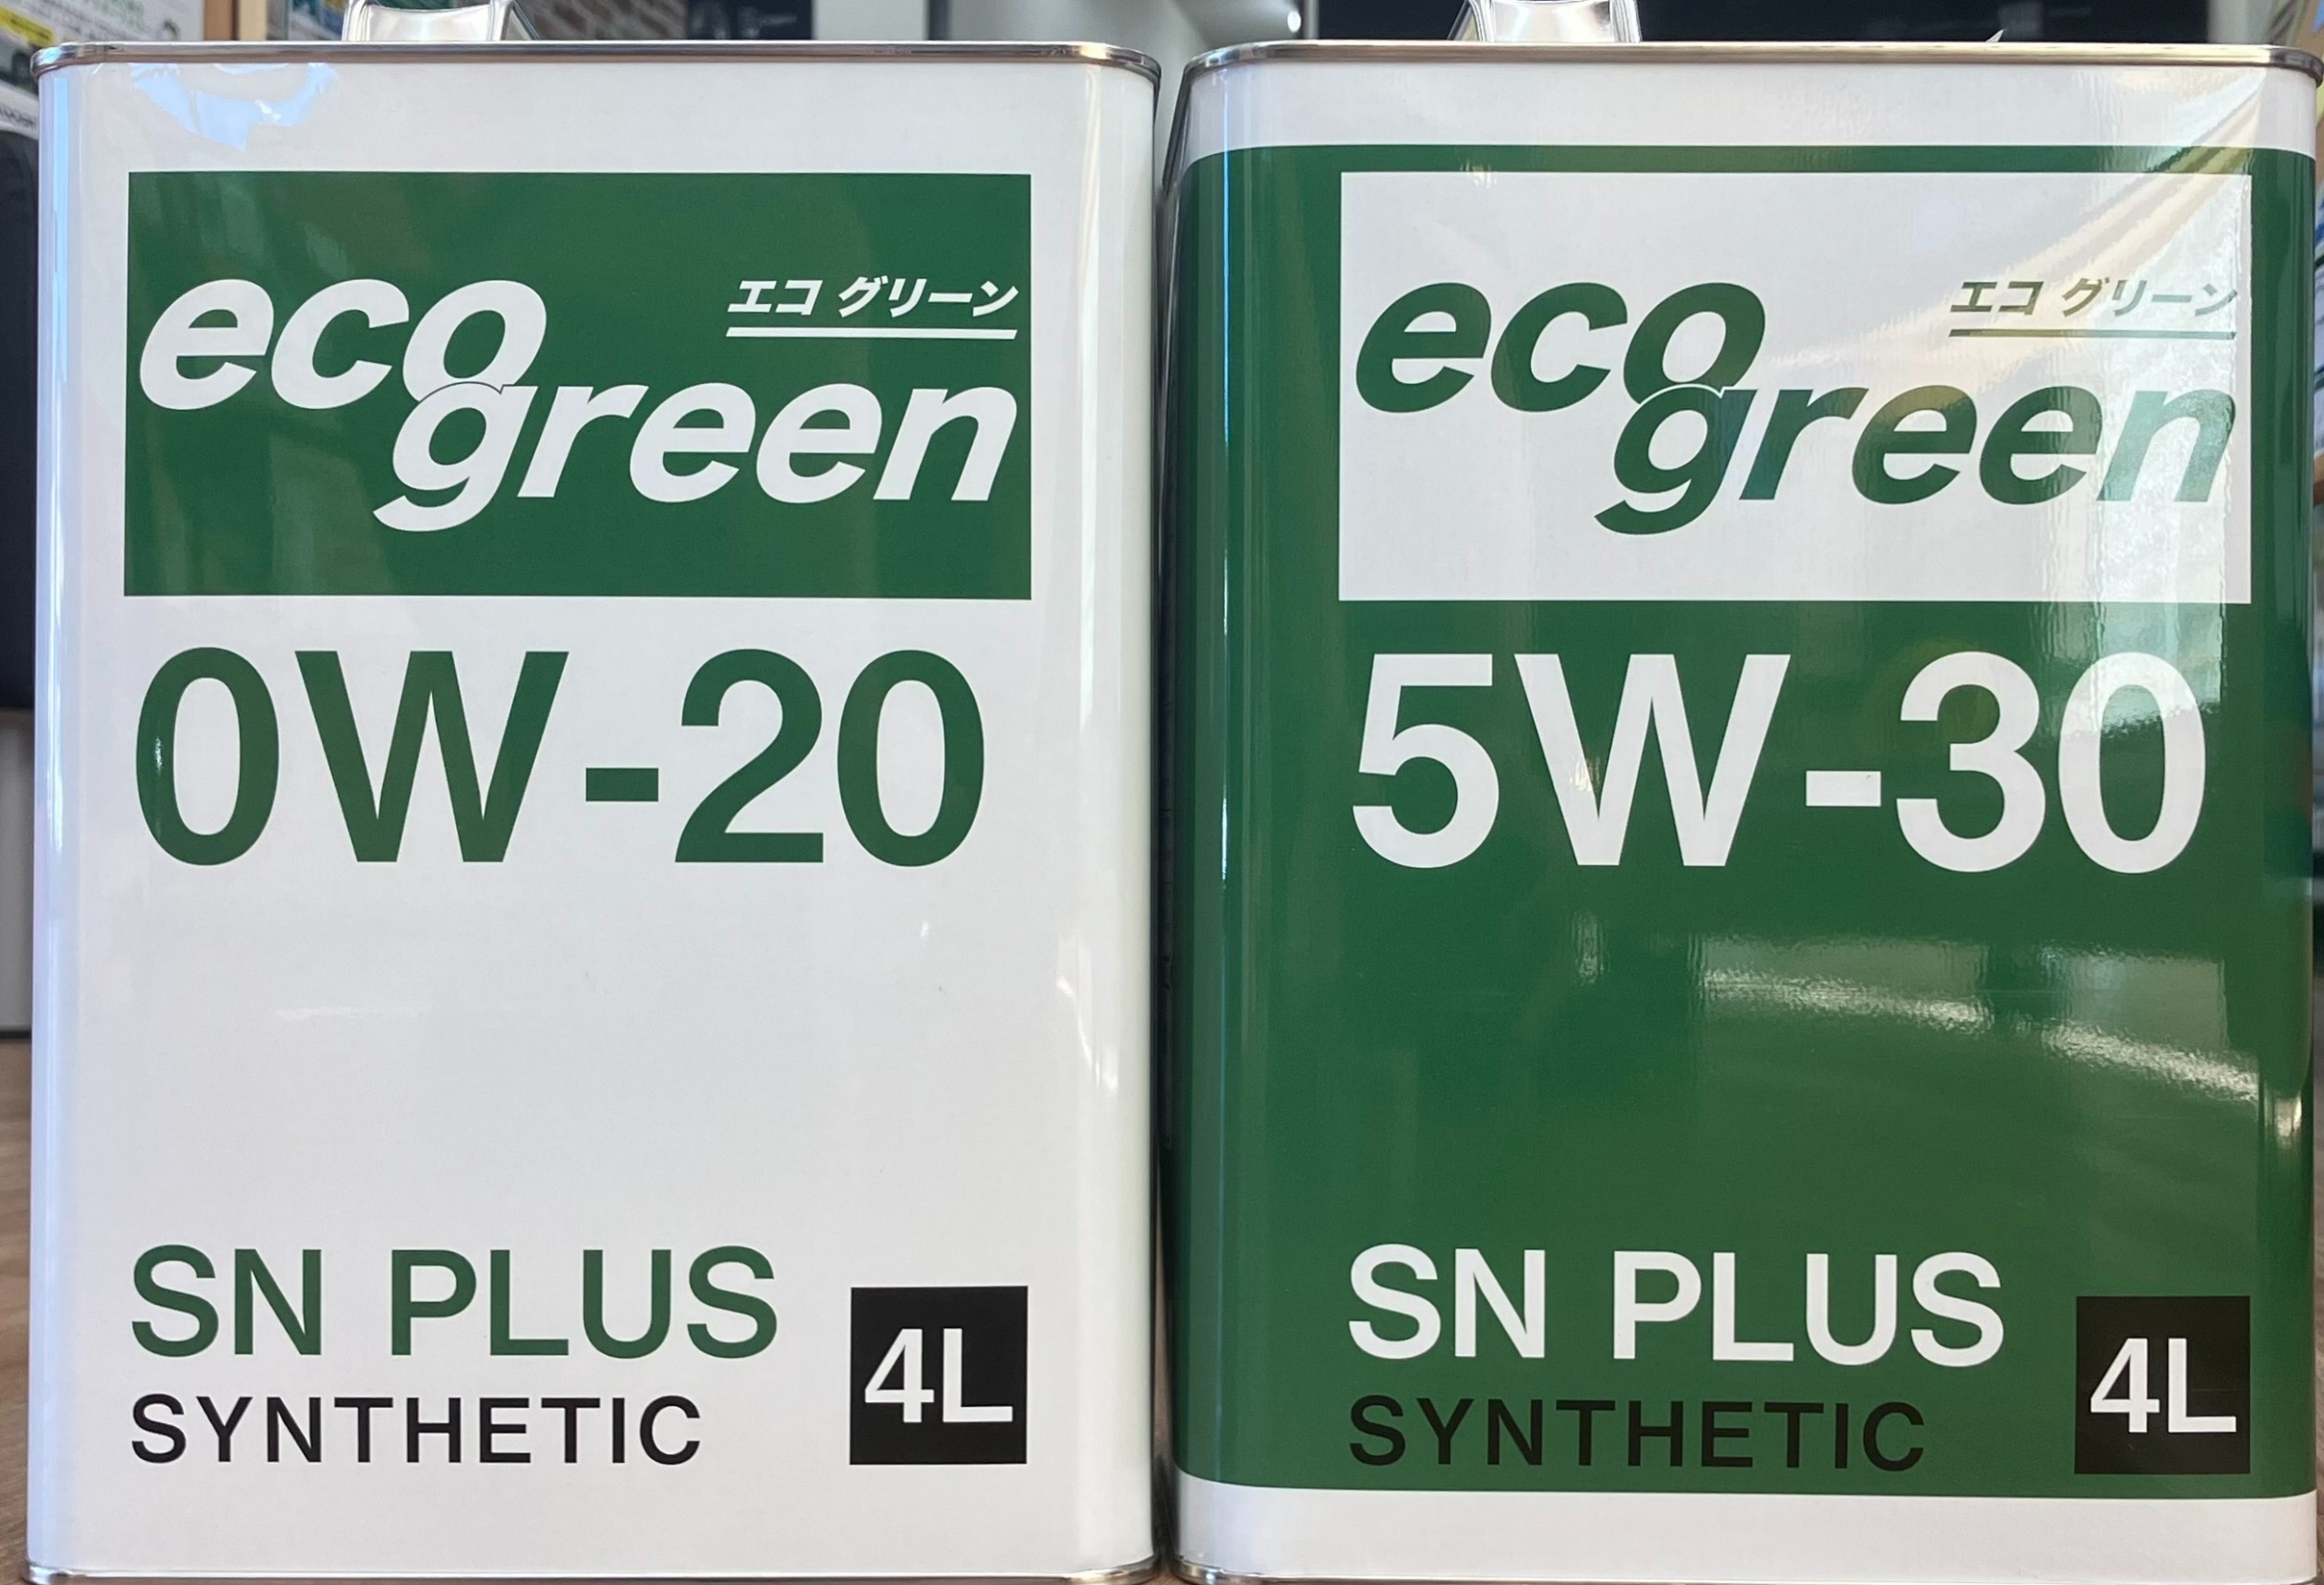 eco
エコ グリーン
green
0W-20
SN PLUS
SYNTHETIC
4L
eco
エコ グリーン
green
5W-30
SN PLUS
SYNTHETIC
4L